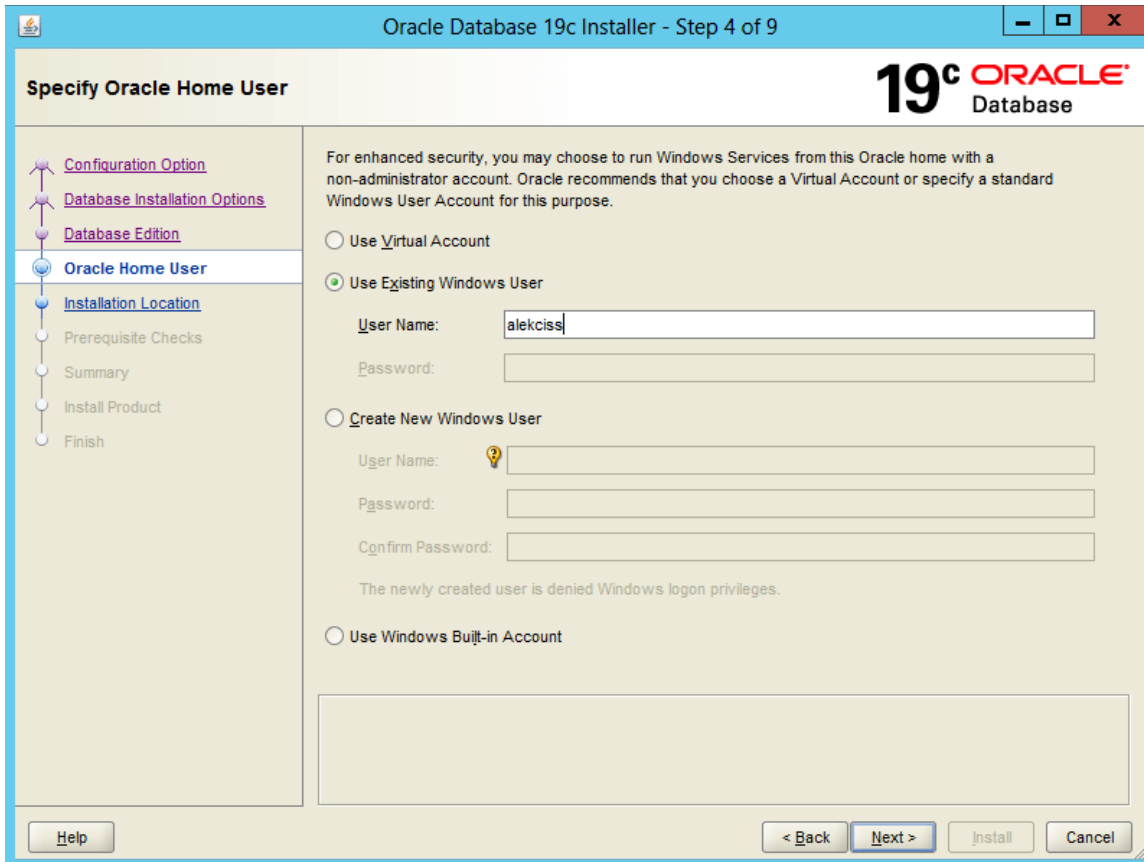 Oracle Database 19c Installer - Step 4 of 9
X
Specify Oracle Home User
19c ORACLE
Database
Configuration Option
Database Installation Options
Database Edition
Oracle Home User
Installation Location
Prerequisite Checks
Summary
Install Product
Finish
For enhanced security, you may choose to run Windows Services from this Oracle home with a
non-administrator account. Oracle recommends that you choose a Virtual Account or specify a standard
Windows User Account for this purpose.
Use Virtual Account
Use Existing Windows User
User Name: alekciss
Password:
Create New Windows User
User Name:
Password:
Confirm Password:
The newly created user is denied Windows logon privileges.
Use Windows Built-in Account
Help
< Back
Next >
Install
Cancel